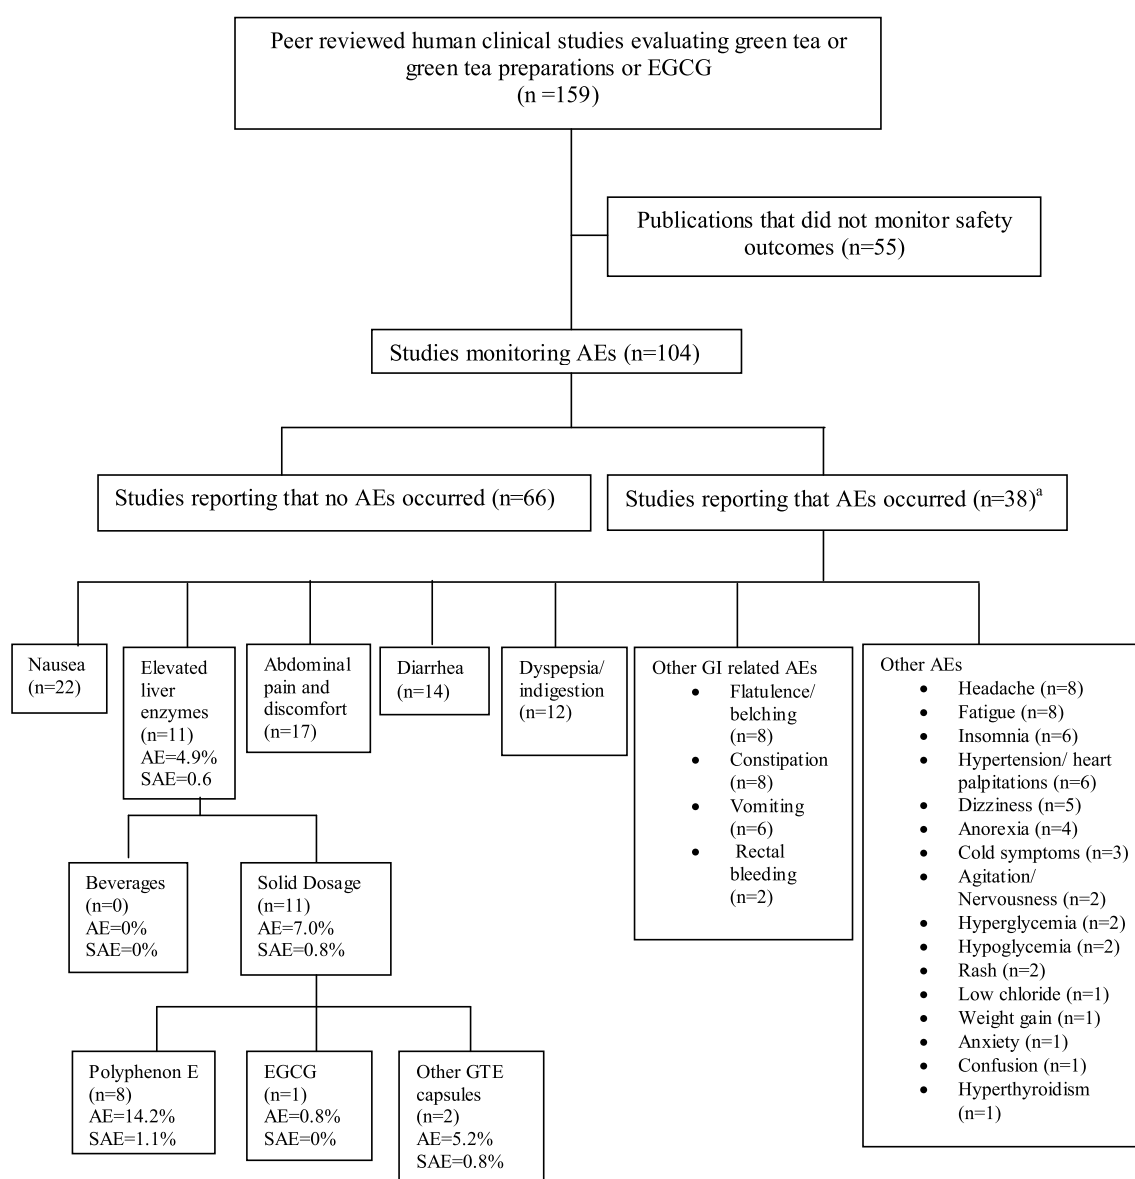 Peer reviewed human clinical studies evaluating green tea or
green tea preparations or EGCG
(n =159)
Publications that did not monitor safety
outcomes (n=55)
Studies monitoring AEs (n=104)
Studies reporting that no AEs occurred (n=66)
Studies reporting that AEs occurred (n=38)a
Nausea
(n=22)
Elevated
liver
enzymes
(n=11)
AE=4.9%
SAE=0.6
Abdominal
pain and
discomfort
(n=17)
Diarrhea
(n=14)
Dyspepsia/
indigestion
(n=12)
Other GI related AEs
• Flatulence/
belching
(n=8)
• Constipation
(n=8)
• Vomiting
(n=6)
• Rectal
bleeding
(n=2)
Other AEs
• Headache (n=8)
• Fatigue (n=8)
• Insomnia (n=6)
• Hypertension/ heart
palpitations (n=6)
• Dizziness (n=5)
• Anorexia (n=4)
• Cold symptoms (n=3)
• Agitation/
Nervousness (n=2)
• Hyperglycemia (n=2)
• Hypoglycemia (n=2)
• Rash (n=2)
• Low chloride (n=1)
• Weight gain (n=1)
• Anxiety (n=1)
• Confusion (n=1)
• Hyperthyroidism
(n=1)
Beverages
(n=0)
AE=0%
SAE=0%
Solid Dosage
(n=11)
AE=7.0%
SAE=0.8%
Polyphenon E
(n=8)
AE=14.2%
SAE=1.1%
EGCG
(n=1)
AE=0.8%
SAE=0%
Other GTE
capsules
(n=2)
AE=5.2%
SAE=0.8%